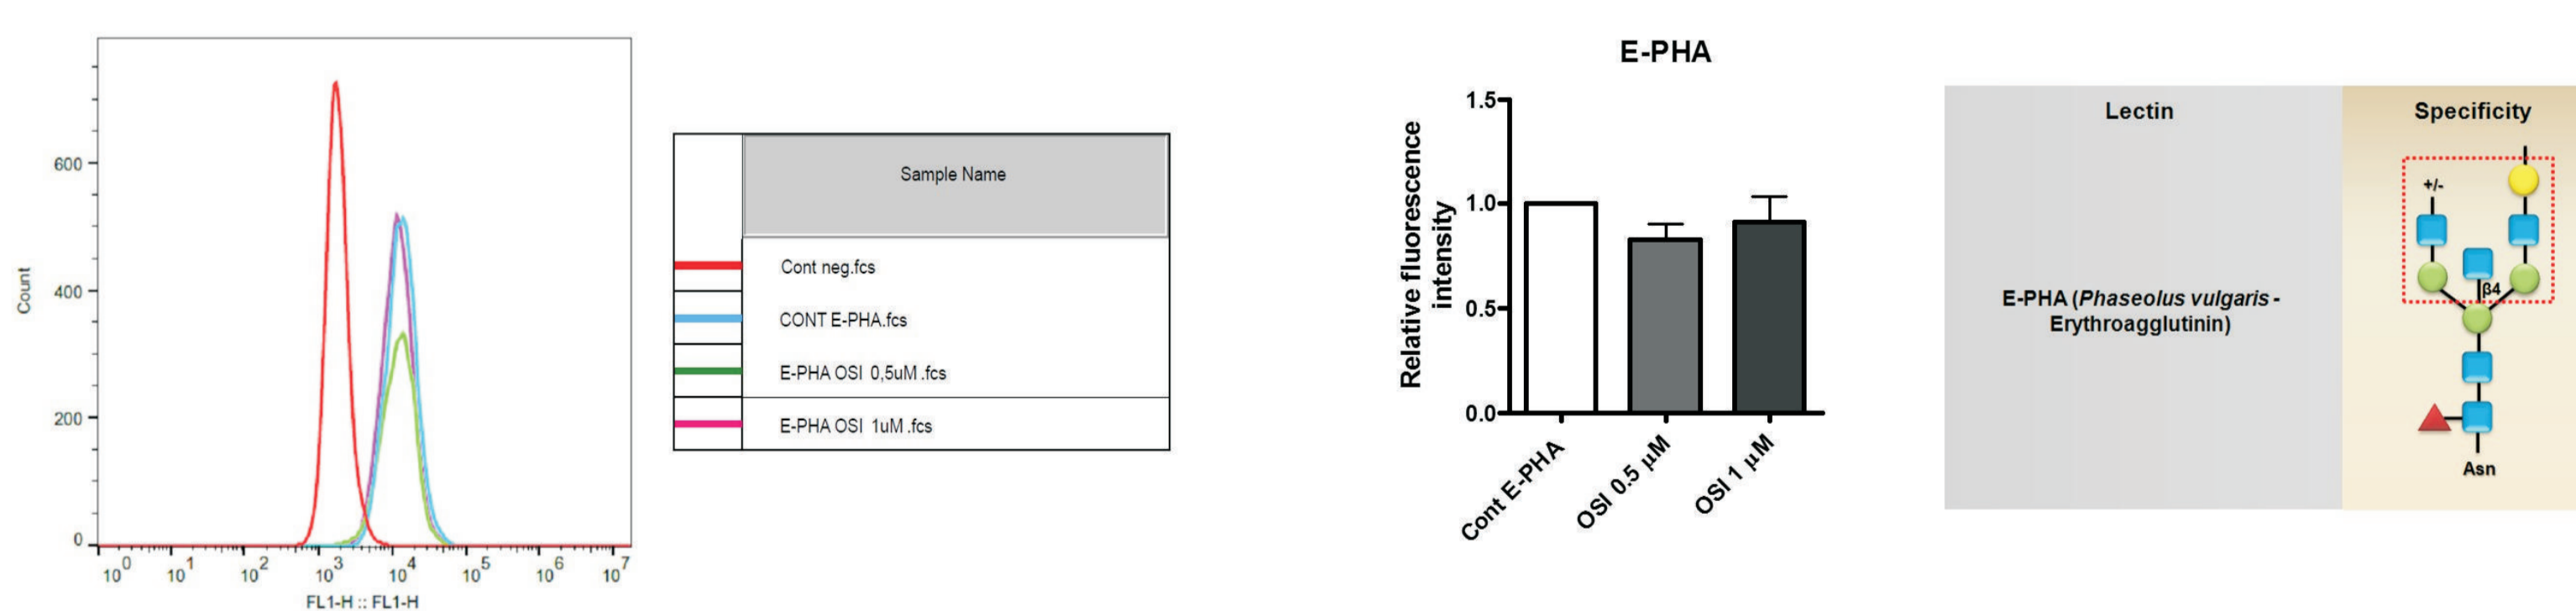 Count
600
400
200
0
10^0 10^1 10^2 10^3 10^4 10^5 10^6 10^7
FL1-H :: FL1-H
Sample Name
Cont neg.fcs
CONT E-PHA.fcs
E-PHA OSI 0,5uM .fcs
E-PHA OSI 1uM .fcs
E-PHA
Relative fluorescence
intensity
1.5
1.0
0.5
0.0
Cont E-PHA
OSI 0.5 µM
OSI 1 µM
Lectin
E-PHA (Phaseolus vulgaris -
Erythroagglutinin)
Specificity
+/-
β4
Asn